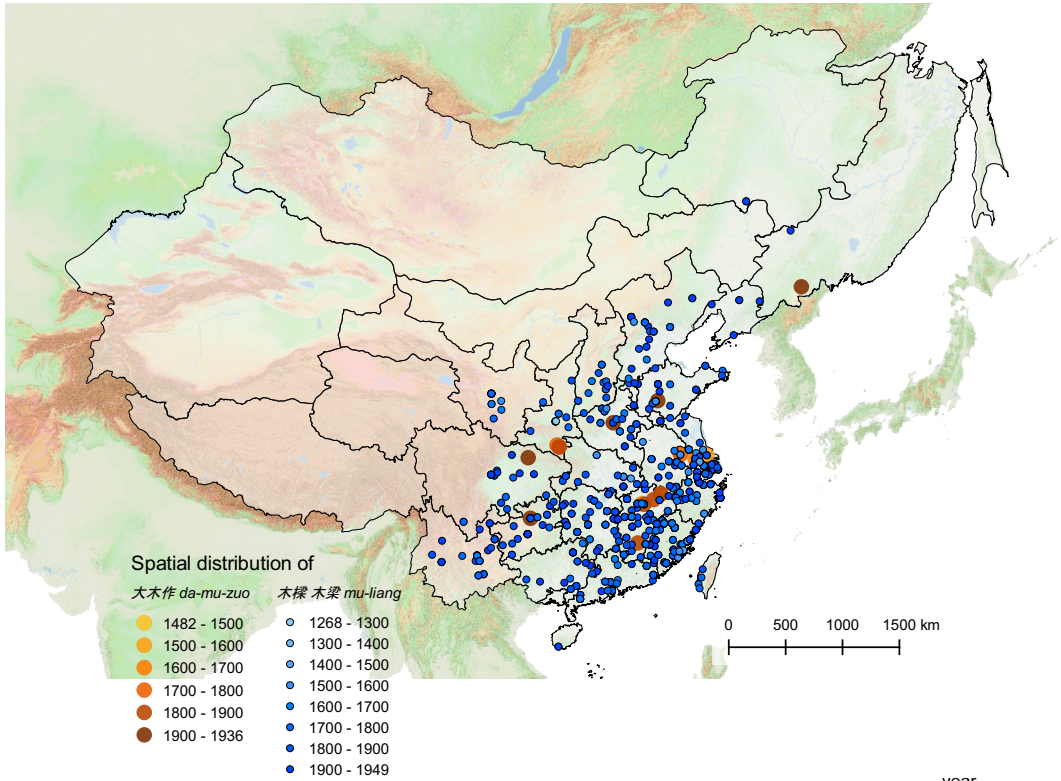 Spatial distribution of
大木作 da-mu-zuo
木樑 木梁 mu-liang
1482 - 1500
1500 - 1600
1600 - 1700
1700 - 1800
1800 - 1900
1900 - 1936
1268 - 1300
1300 - 1400
1400 - 1500
1500 - 1600
1600 - 1700
1700 - 1800
1800 - 1900
1900 - 1949
0 500 1000 1500 km
year